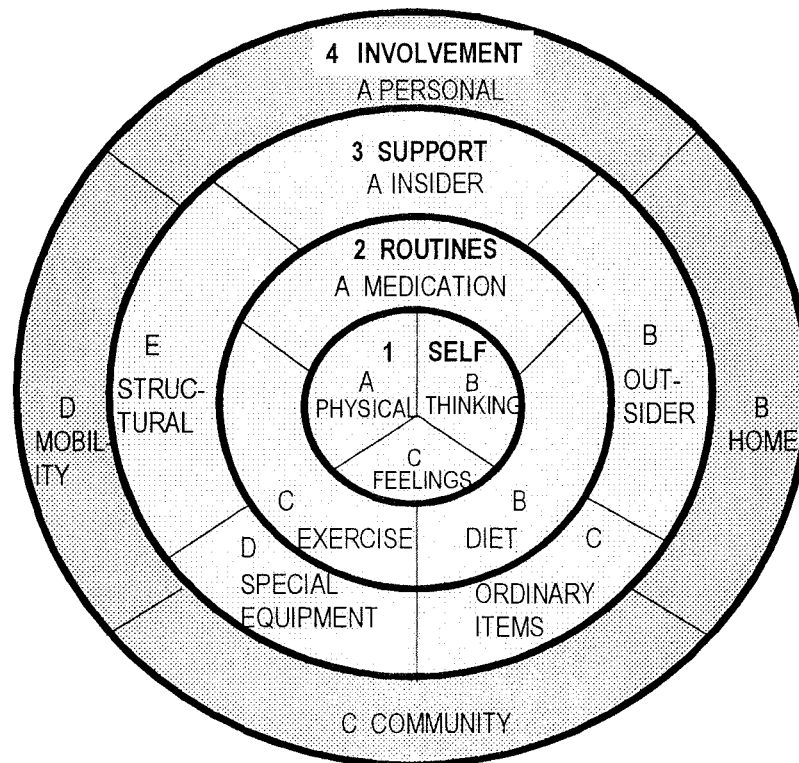 4 INVOLVEMENT
A PERSONAL
3 SUPPORT
A INSIDER
2 ROUTINES
A MEDICATION
1 SELF
A
PHYSICAL
B
THINKING
C
FEELINGS
B
DIET
C
EXERCISE
B
OUT-
SIDER
C
ORDINARY
ITEMS
D
SPECIAL
EQUIPMENT
E
STRUC-
TURAL
B
HOME
C COMMUNITY
D
MOBIL-
ITY